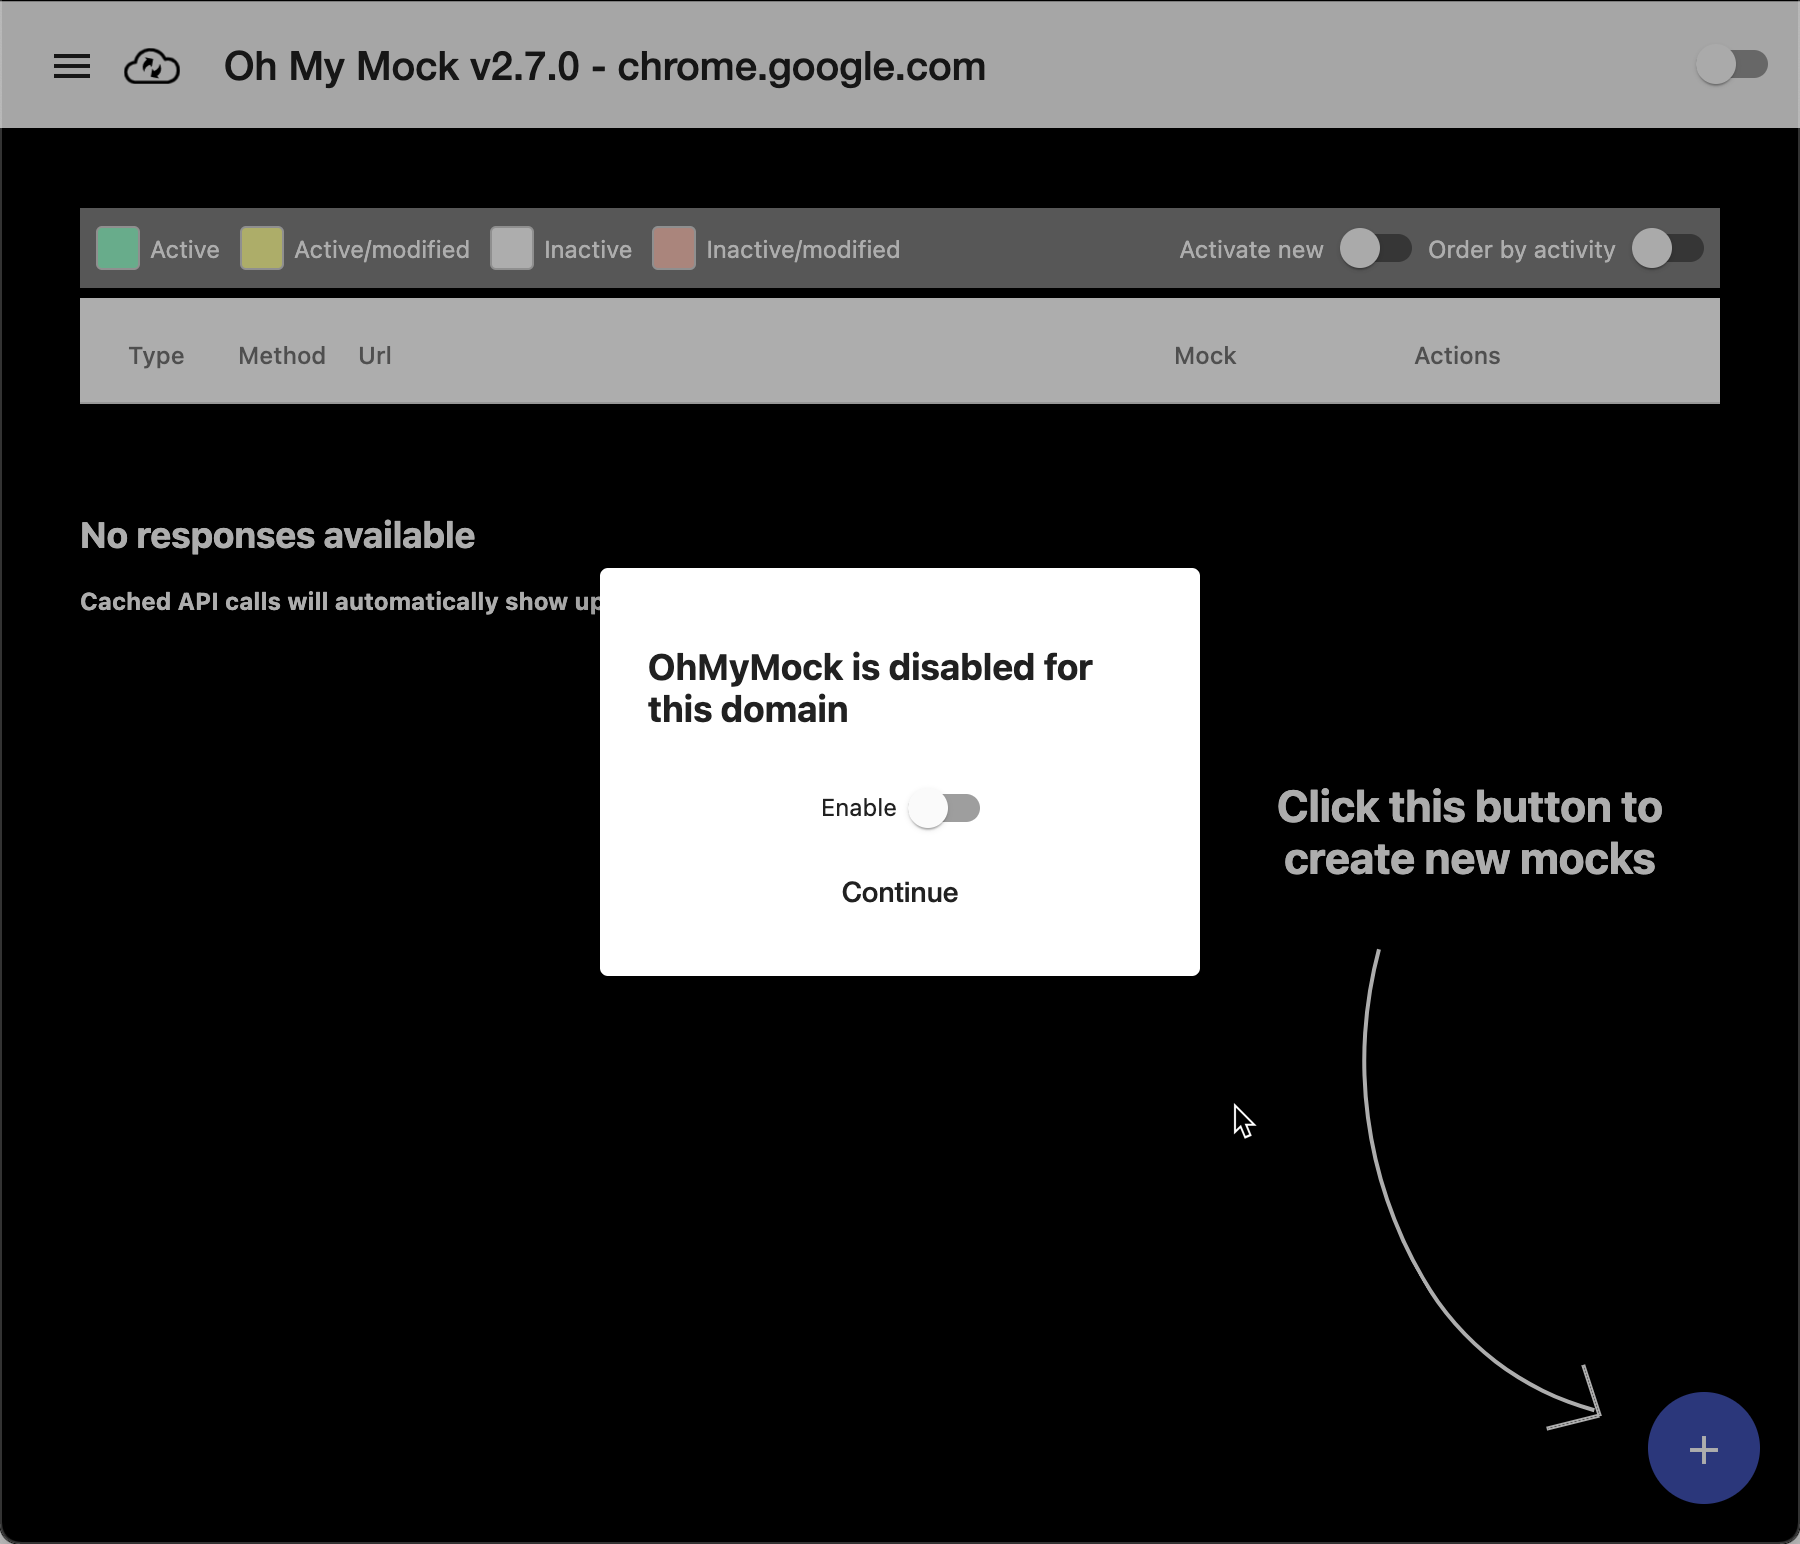 Oh My Mock v2.7.0 - chrome.google.com
Active Active/modified Inactive Inactive/modified Activate new Order by activity
Type Method Url Mock Actions
No responses available
Cached API calls will automatically show up
OhMyMock is disabled for
this domain
Enable
Continue
Click this button to
create new mocks